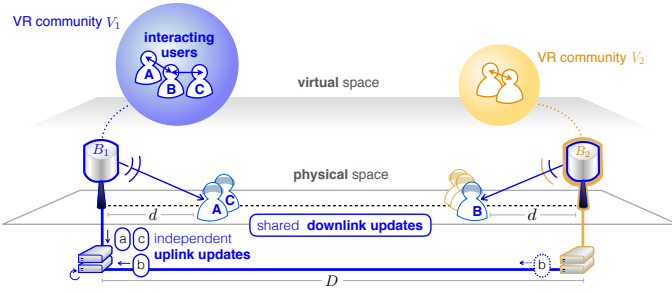 VR community V₁
interacting
users
A
B
C
VR community V₂
virtual space
B₁
B₂
physical space
C
A
B
d
d
shared downlink updates
a
c
independent
uplink updates
b
b
D